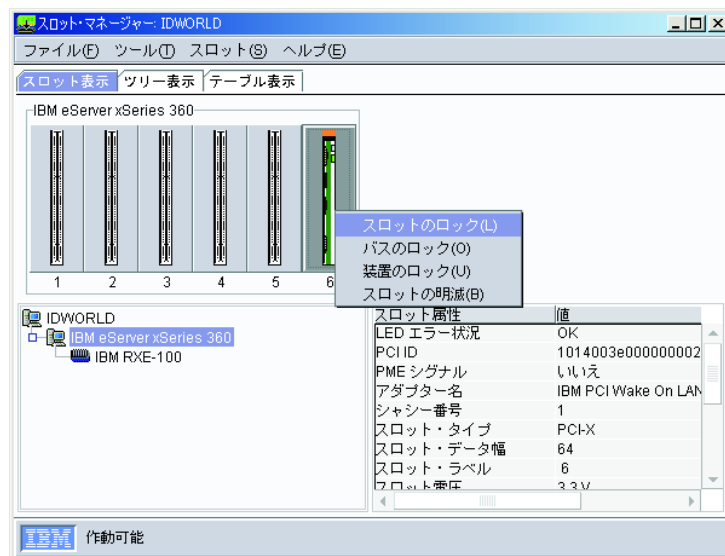 スロット・マネージャー: IDWORLD
ファイル(F) ツール(T) スロット(S) ヘルプ(E)
スロット表示 ツリー表示 テーブル表示
IBM eServer xSeries 360
1 2 3 4 5 6
スロットのロック(L)
バスのロック(O)
装置のロック(U)
スロットの明滅(B)
IDWORLD
IBM eServer xSeries 360
IBM RXE-100
スロット属性 値
LED エラー状況 OK
PCI ID 1014003e000000002
PME シグナル いいえ
アダプター名 IBM PCI Wake On LAN
シャシー番号 1
スロット・タイプ PCI-X
スロット・データ幅 64
スロット・ラベル 6
スロット電圧 3.3 V
IBM 作動可能